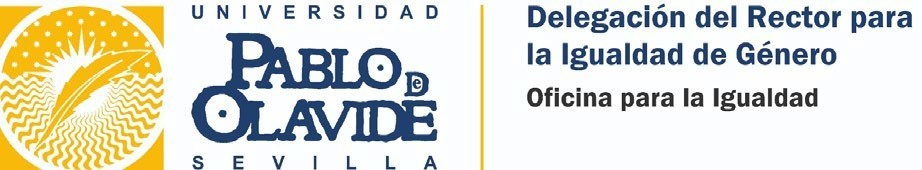 UNIVERSIDAD
PABLO DE
OLAVIDE
SEVILLA
Delegación del Rector para
la Igualdad de Género
Oficina para la Igualdad